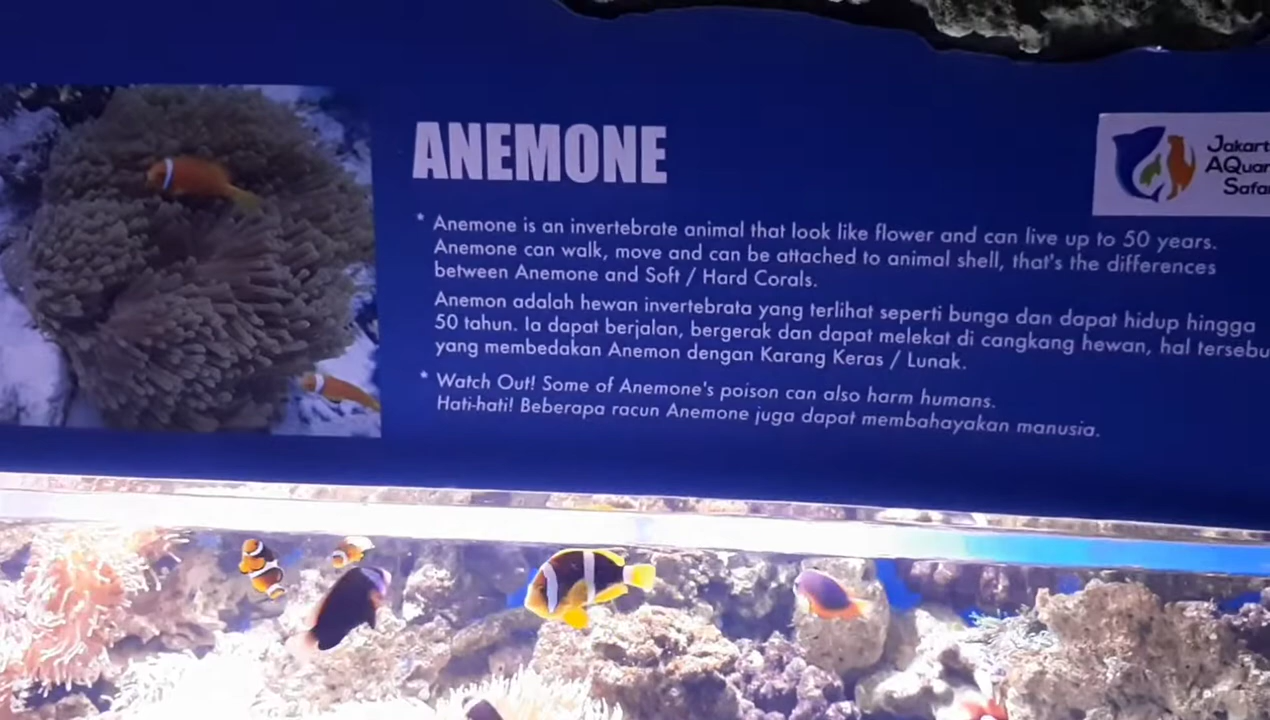 ANEMONE
* Anemone is an invertebrate animal that look like flower and can live up to 50 years.
Anemone can walk, move and can be attached to animal shell, that's the differences
between Anemone and Soft / Hard Corals.
Anemon adalah hewan invertebrata yang terlihat seperti bunga dan dapat hidup hingga
50 tahun. Ia dapat berjalan, bergerak dan dapat melekat di cangkang hewan, hal tersebu
yang membedakan Anemon dengan Karang Keras / Lunak.
* Watch Out! Some of Anemone's poison can also harm humans.
Hati-hati! Beberapa racun Anemone juga dapat membahayakan manusia.
Jakart
AQuar
Safa